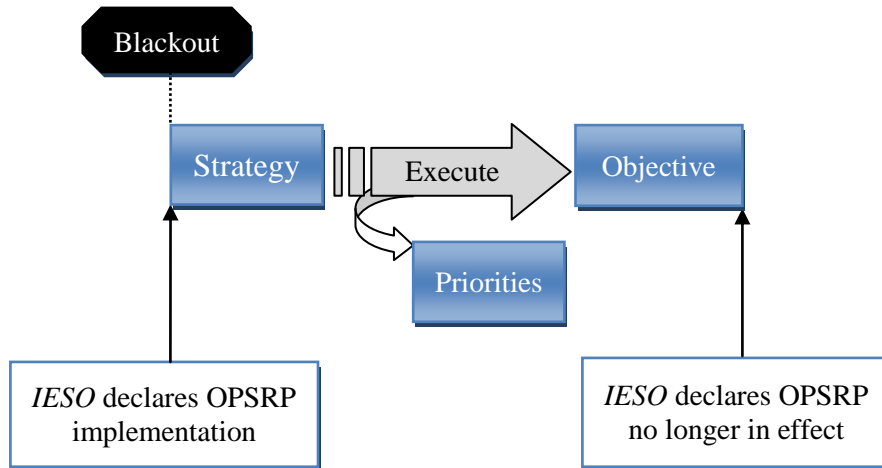 Blackout
Strategy
Execute
Objective
Priorities
IESO declares OPSRP
implementation
IESO declares OPSRP
no longer in effect